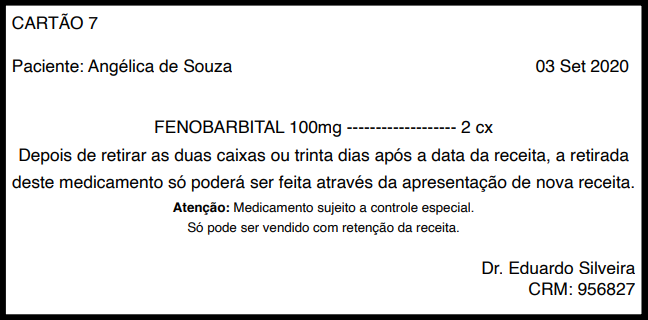 CARTÃO 7
Paciente: Angélica de Souza 03 Set 2020
FENOBARBITAL 100mg ------------------- 2 cx
Depois de retirar as duas caixas ou trinta dias após a data da receita, a retirada
deste medicamento só poderá ser feita através da apresentação de nova receita.
Atenção: Medicamento sujeito a controle especial.
Só pode ser vendido com retenção da receita.
Dr. Eduardo Silveira
CRM: 956827